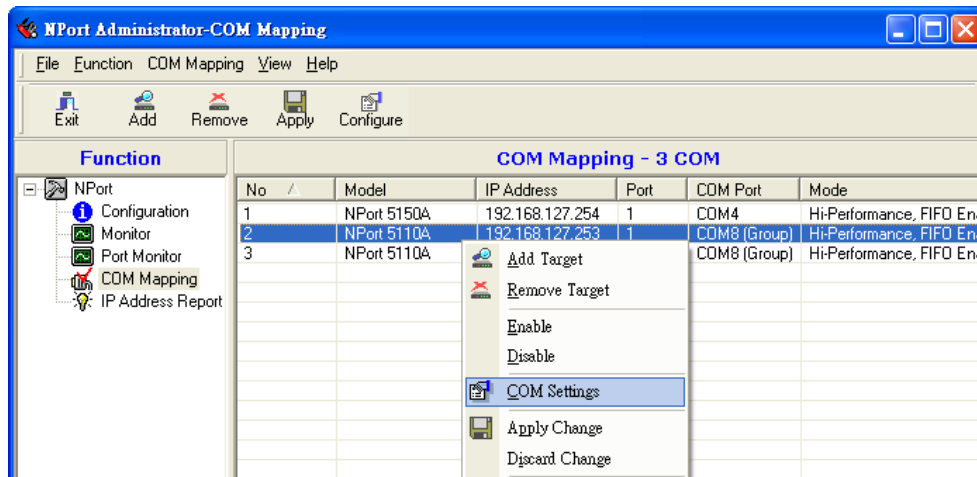 NPort Administrator-COM Mapping
File Function COM Mapping View Help
Exit Add Remove Apply Configure
Function
COM Mapping - 3 COM
NPort
Configuration
Monitor
Port Monitor
COM Mapping
IP Address Report
No Model IP Address Port COM Port Mode
1 NPort 5150A 192.168.127.254 1 COM4 Hi-Performance, FIFO En
2 NPort 5110A 192.168.127.253 1 COM8 (Group) Hi-Performance, FIFO En
3 NPort 5110A COM8 (Group) Hi-Performance, FIFO En
Add Target
Remove Target
Enable
Disable
COM Settings
Apply Change
Discard Change